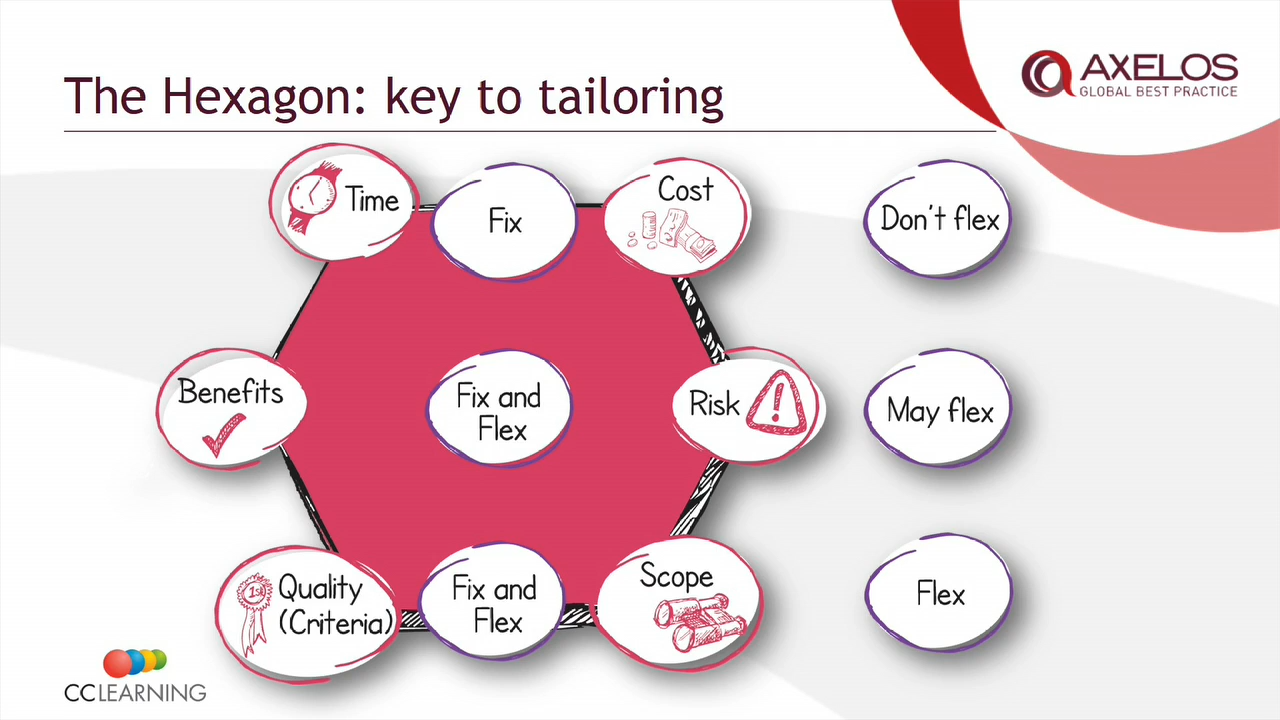 The Hexagon: key to tailoring
AXELOS
GLOBAL BEST PRACTICE
Time
Fix
Cost
Don't flex
Benefits
Fix and
Flex
Risk
May flex
1st
Quality
(Criteria)
Fix and
Flex
Scope
Flex
CCLEARNING